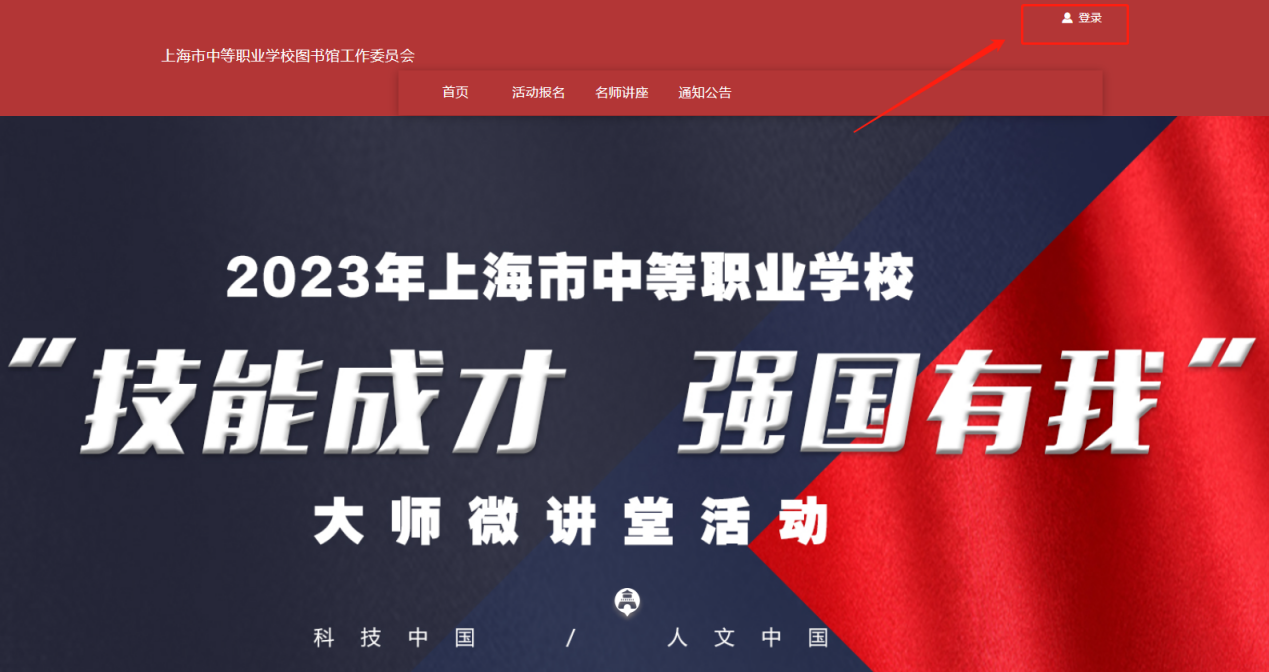 登录
上海市中等职业学校图书馆工作委员会
首页 活动报名 名师讲座 通知公告
2023年上海市中等职业学校
“技能成才 强国有我”
大师微讲堂活动
科技中国 / 人文中国